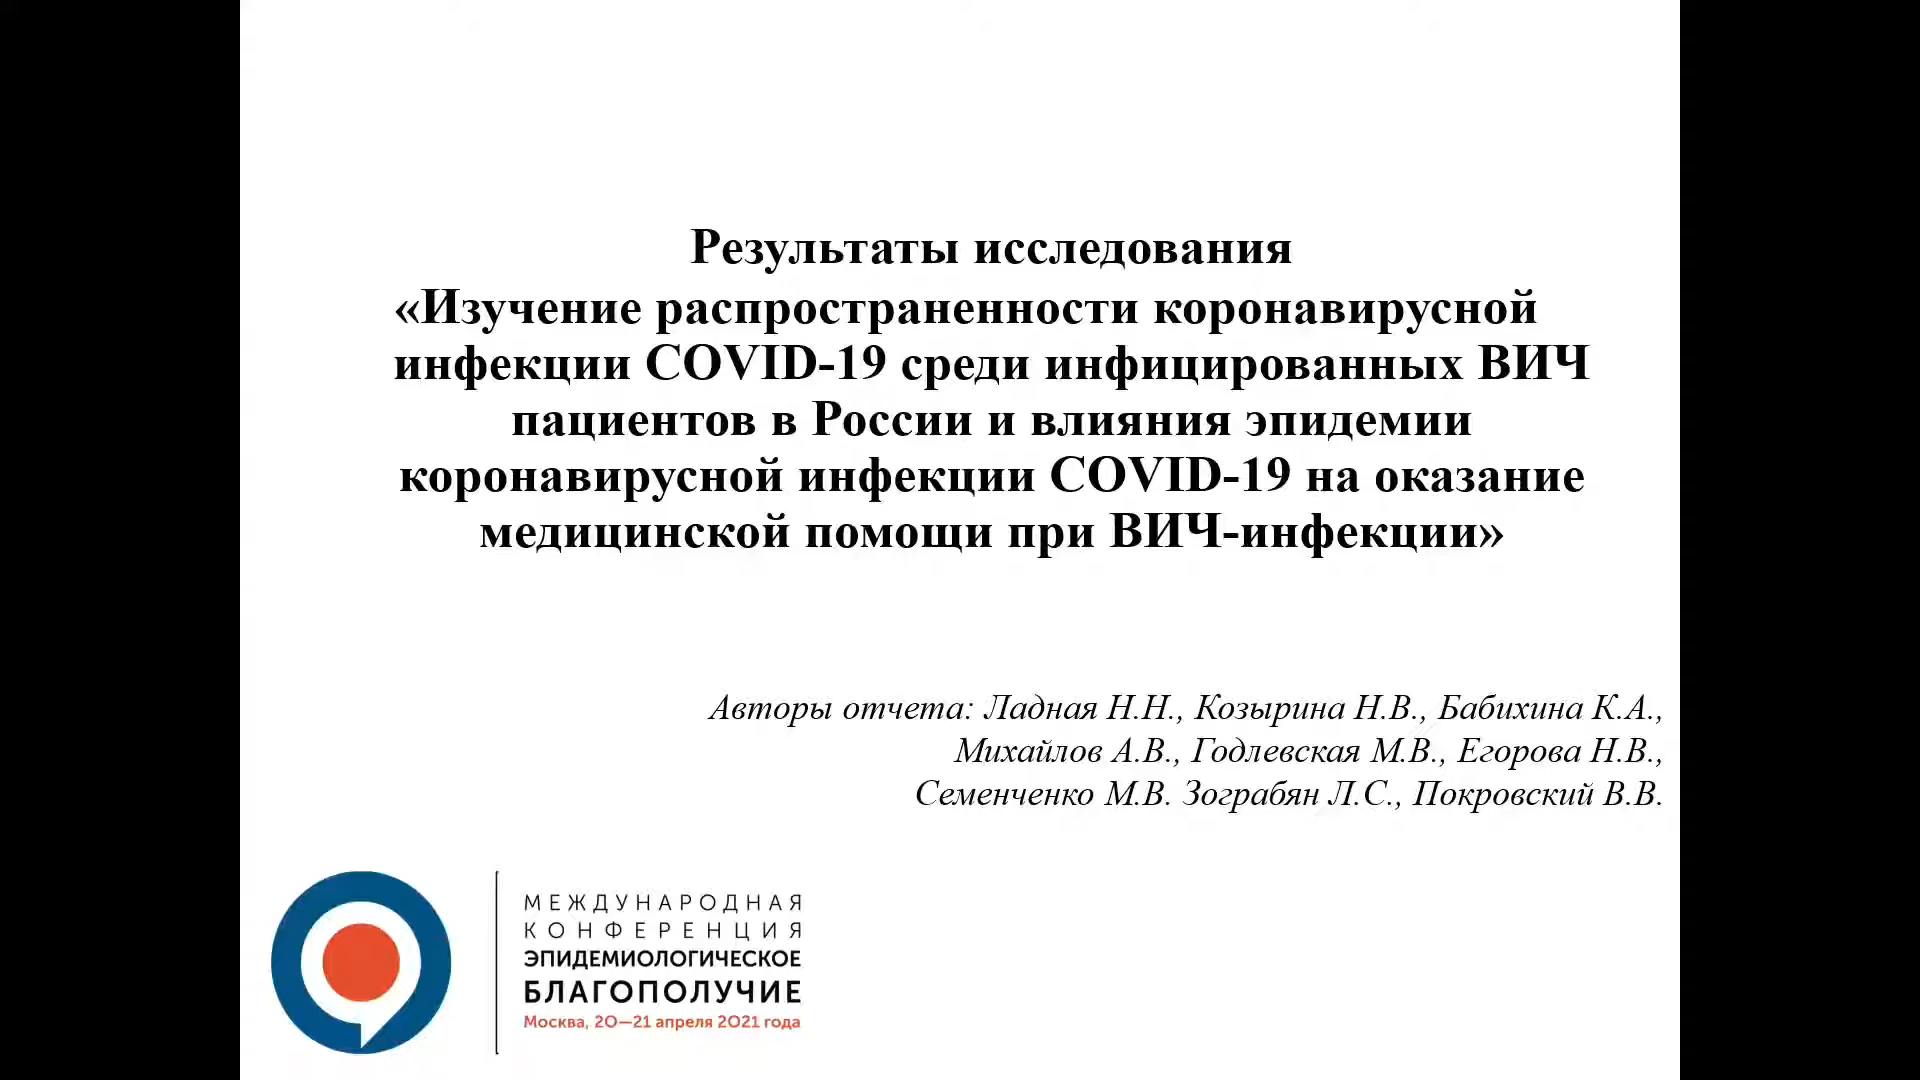 Результаты исследования
«Изучение распространенности коронавирусной
инфекции COVID-19 среди инфицированных ВИЧ
пациентов в России и влияния эпидемии
коронавирусной инфекции COVID-19 на оказание
медицинской помощи при ВИЧ-инфекции»
Авторы отчета: Ладная Н.Н., Козырина Н.В., Бабихина К.А.,
Михайлов А.В., Годлевская М.В., Егорова Н.В.,
Семенченко М.В. Зограбян Л.С., Покровский В.В.
МЕЖДУНАРОДНАЯ
КОНФЕРЕНЦИЯ
ЭПИДЕМИОЛОГИЧЕСКОЕ
БЛАГОПОЛУЧИЕ
Москва, 20—21 апреля 2021 года